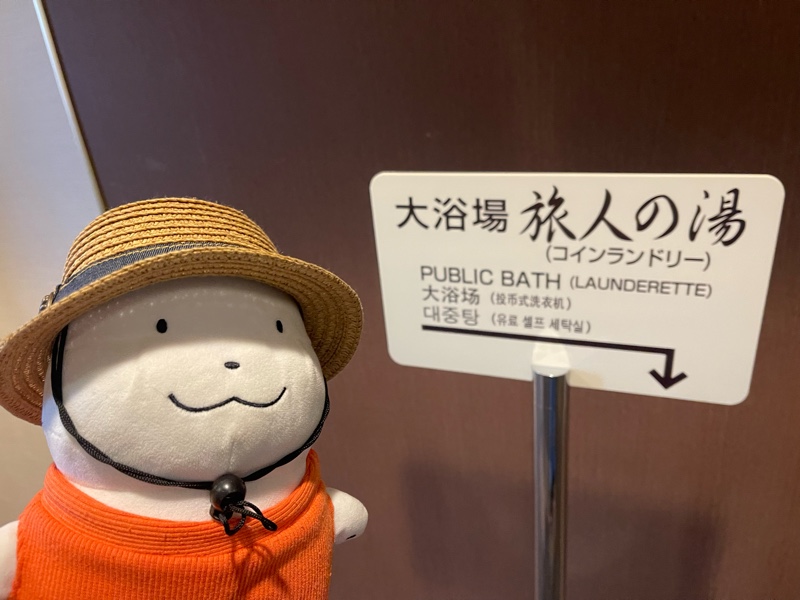 大浴場 旅人の湯
(コインランドリー)
PUBLIC BATH (LAUNDERETTE)
大浴场 (投币式洗衣机)
대중탕 (유료 셀프 세탁실)